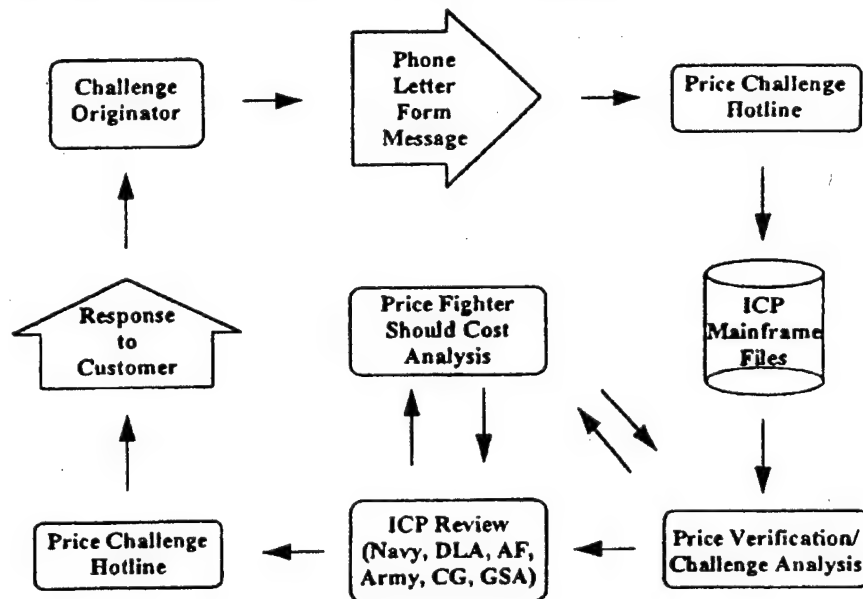 Challenge
Originator
Phone
Letter
Form
Message
Price Challenge
Hotline
Response
to
Customer
Price Fighter
Should Cost
Analysis
ICP
Mainframe
Files
Price Challenge
Hotline
ICP Review
(Navy, DLA, AF,
Army, CG, GSA)
Price Verification/
Challenge Analysis